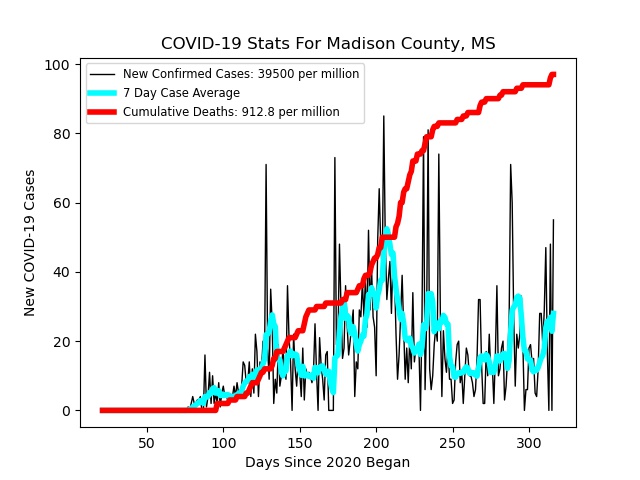 COVID-19 Stats For Madison County, MS
New Confirmed Cases: 39500 per million
7 Day Case Average
Cumulative Deaths: 912.8 per million
New COVID-19 Cases
100
80
60
40
20
0
50 100 150 200 250 300
Days Since 2020 Began